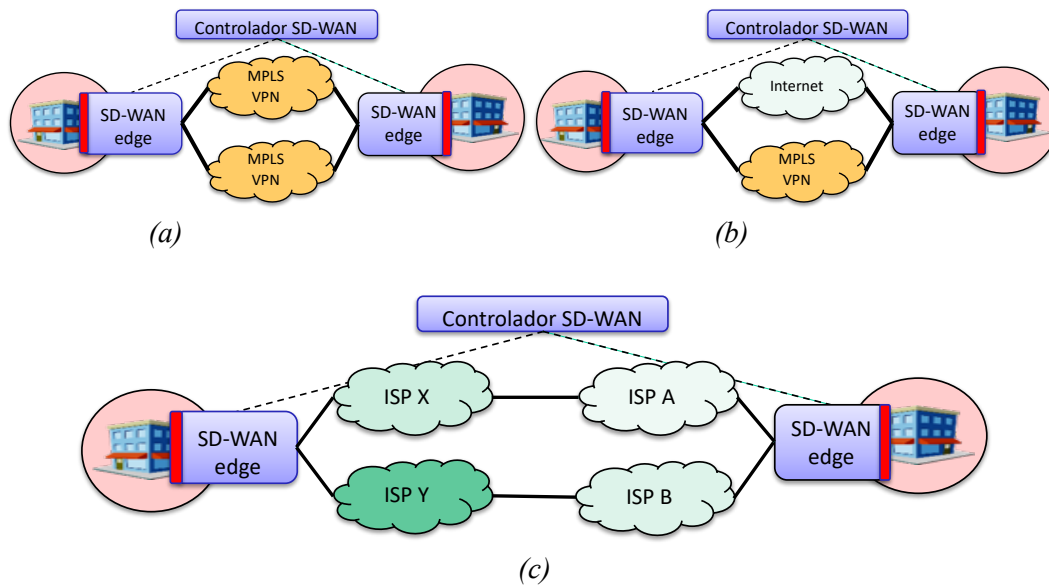 Controlador SD-WAN
MPLS
VPN
SD-WAN
edge
SD-WAN
edge
MPLS
VPN
(a)
Controlador SD-WAN
Internet
SD-WAN
edge
SD-WAN
edge
MPLS
VPN
(b)
Controlador SD-WAN
ISP X
ISP A
SD-WAN
edge
SD-WAN
edge
ISP Y
ISP B
(c)